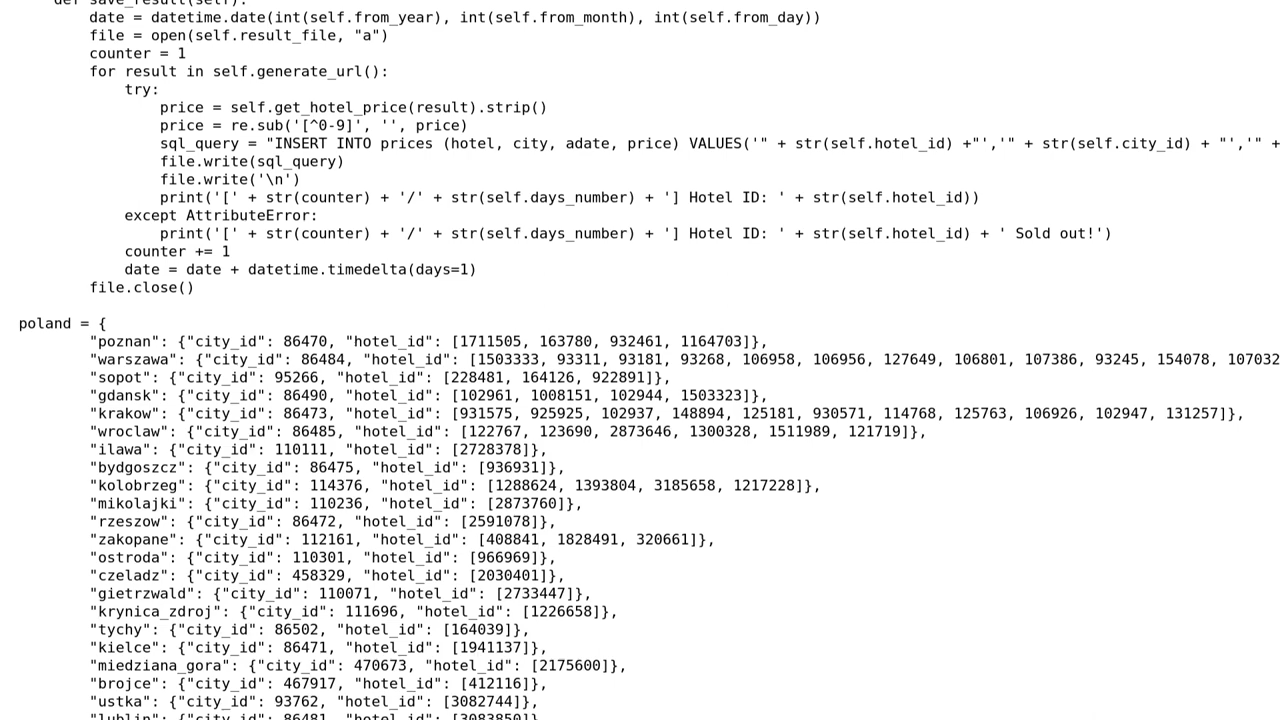 def save_result(self):
date = datetime.date(int(self.from_year), int(self.from_month), int(self.from_day))
file = open(self.result_file, "a")
counter = 1
for result in self.generate_url():
try:
price = self.get_hotel_price(result).strip()
price = re.sub('[^0-9]', '', price)
sql_query = "INSERT INTO prices (hotel, city, adate, price) VALUES('" + str(self.hotel_id) +"','" + str(self.city_id) + "','" +
file.write(sql_query)
file.write('\n')
print('[' + str(counter) + '/' + str(self.days_number) + '] Hotel ID: ' + str(self.hotel_id))
except AttributeError:
print('[' + str(counter) + '/' + str(self.days_number) + '] Hotel ID: ' + str(self.hotel_id) + ' Sold out!')
counter += 1
date = date + datetime.timedelta(days=1)
file.close()
poland = {
"poznan": {"city_id": 86470, "hotel_id": [1711505, 163780, 932461, 1164703]},
"warszawa": {"city_id": 86484, "hotel_id": [1503333, 93311, 93181, 93268, 106958, 106956, 127649, 106801, 107386, 93245, 154078, 107032
"sopot": {"city_id": 95266, "hotel_id": [228481, 164126, 922891]},
"gdansk": {"city_id": 86490, "hotel_id": [102961, 1008151, 102944, 1503323]},
"krakow": {"city_id": 86473, "hotel_id": [931575, 925925, 102937, 148894, 125181, 930571, 114768, 125763, 106926, 102947, 131257]},
"wroclaw": {"city_id": 86485, "hotel_id": [122767, 123690, 2873646, 1300328, 1511989, 121719]},
"ilawa": {"city_id": 110111, "hotel_id": [2728378]},
"bydgoszcz": {"city_id": 86475, "hotel_id": [936931]},
"kolobrzeg": {"city_id": 114376, "hotel_id": [1288624, 1393804, 3185658, 1217228]},
"mikolajki": {"city_id": 110236, "hotel_id": [2873760]},
"rzeszow": {"city_id": 86472, "hotel_id": [2591078]},
"zakopane": {"city_id": 112161, "hotel_id": [408841, 1828491, 320661]},
"ostroda": {"city_id": 110301, "hotel_id": [966969]},
"czeladz": {"city_id": 458329, "hotel_id": [2030401]},
"gietrzwald": {"city_id": 110071, "hotel_id": [2733447]},
"krynica_zdroj": {"city_id": 111696, "hotel_id": [1226658]},
"tychy": {"city_id": 86502, "hotel_id": [164039]},
"kielce": {"city_id": 86471, "hotel_id": [1941137]},
"miedziana_gora": {"city_id": 470673, "hotel_id": [2175600]},
"brojce": {"city_id": 467917, "hotel_id": [412116]},
"ustka": {"city_id": 93762, "hotel_id": [3082744]},
"lublin": {"city_id": 86481, "hotel_id": [3083850]},